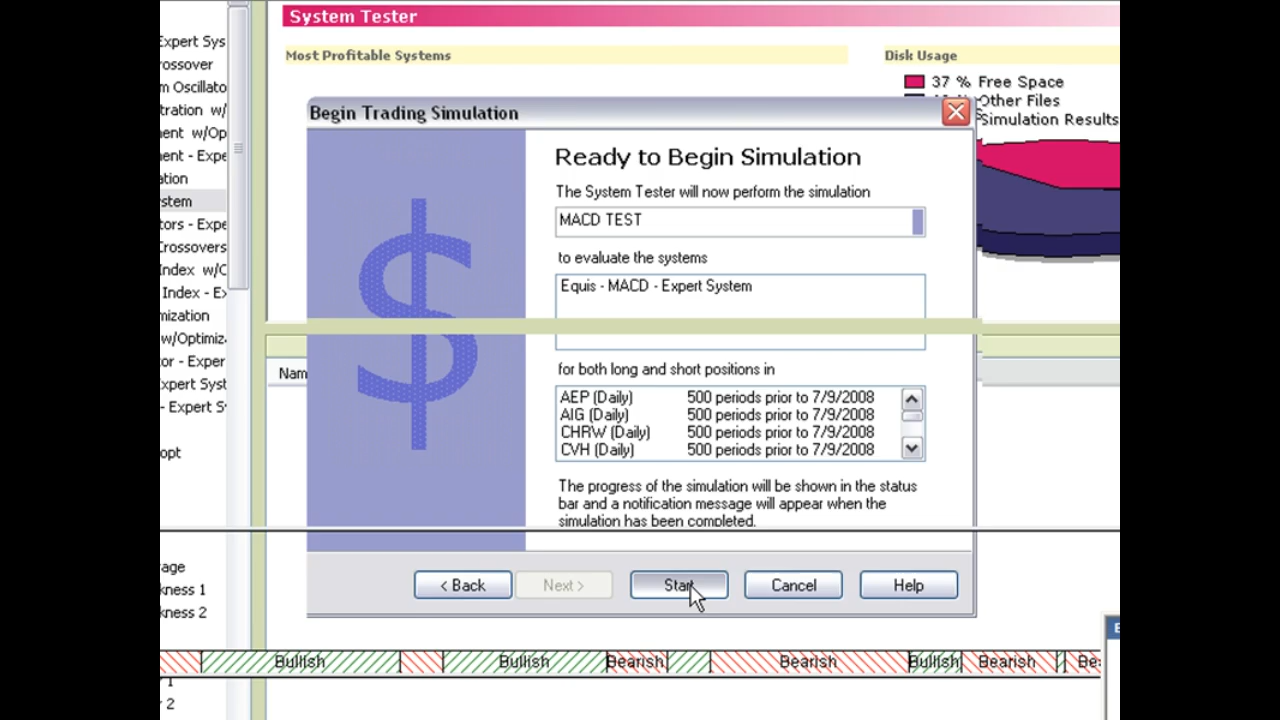 System Tester
Most Profitable Systems
Disk Usage
37 % Free Space
Other Files
Simulation Results
Expert Sys
rossover
m Oscillato
tration w/
ent w/Op
ent - Expe
ation
stem
tors - Expe
Crossovers
Index w/C
Index - Ex
mization
w/Optimiz
or - Exper
xpert Syst
- Expert S
opt
Nam
Begin Trading Simulation
Ready to Begin Simulation
The System Tester will now perform the simulation
MACD TEST
to evaluate the systems
Equis - MACD - Expert System
for both long and short positions in
AEP (Daily) 500 periods prior to 7/9/2008
AIG (Daily) 500 periods prior to 7/9/2008
CHRW (Daily) 500 periods prior to 7/9/2008
CVH (Daily) 500 periods prior to 7/9/2008
The progress of the simulation will be shown in the status
bar and a notification message will appear when the
simulation has been completed.
< Back
Next >
Start
Cancel
Help
age
kness 1
kness 2
Bullish Bullish Bearish Bearish Bullish Bearish Bea
1
2